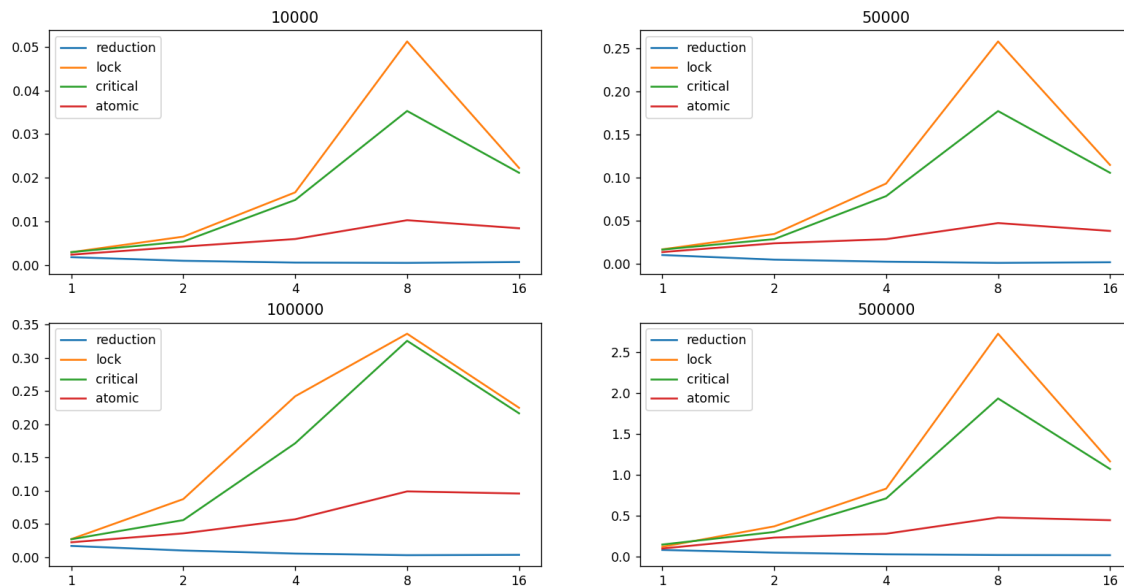 10000
reduction
lock
critical
atomic
0.05
0.04
0.03
0.02
0.01
0.00
1 2 4 8 16
50000
reduction
lock
critical
atomic
0.25
0.20
0.15
0.10
0.05
0.00
1 2 4 8 16
100000
reduction
lock
critical
atomic
0.35
0.30
0.25
0.20
0.15
0.10
0.05
0.00
1 2 4 8 16
500000
reduction
lock
critical
atomic
2.5
2.0
1.5
1.0
0.5
0.0
1 2 4 8 16